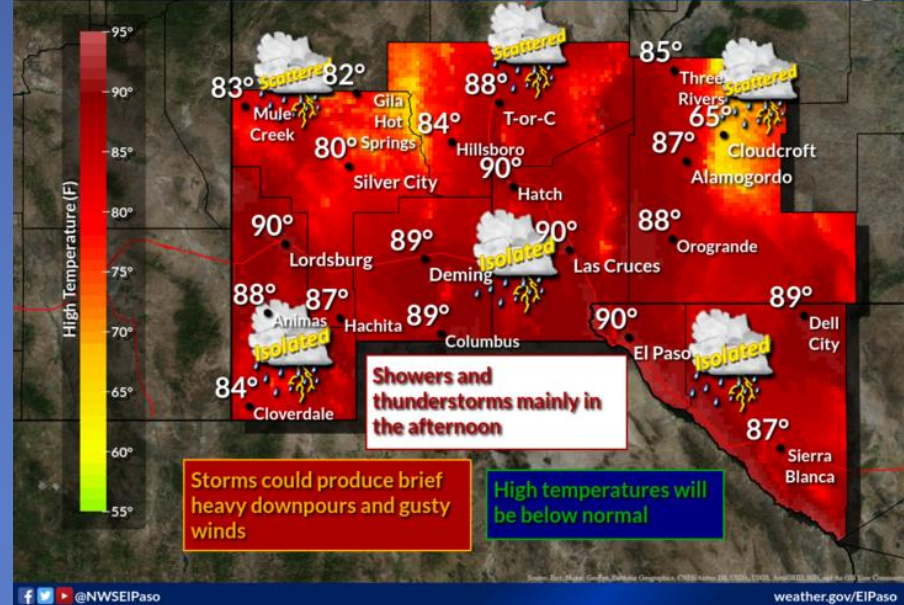 High Temperature (F)
95°
90°
85°
80°
75°
70°
65°
60°
55°
Scattered
Scattered
Scattered
83°
Mule
Creek
82°
Gila
Hot
Springs
80°
Silver City
84°
Hillsboro
88°
T-or-C
85°
Three
Rivers
65°
Cloudcroft
87°
Alamogordo
90°
Hatch
90°
Lordsburg
89°
Deming
Isolated
90°
Las Cruces
88°
Orogrande
88°
Animas
87°
Hachita
Isolated
89°
Columbus
84°
Cloverdale
90°
El Paso
Isolated
89°
Dell
City
87°
Sierra
Blanca
Showers and
thunderstorms mainly in
the afternoon
Storms could produce brief
heavy downpours and gusty
winds
High temperatures will
be below normal
@NWSElPaso
weather.gov/ElPaso